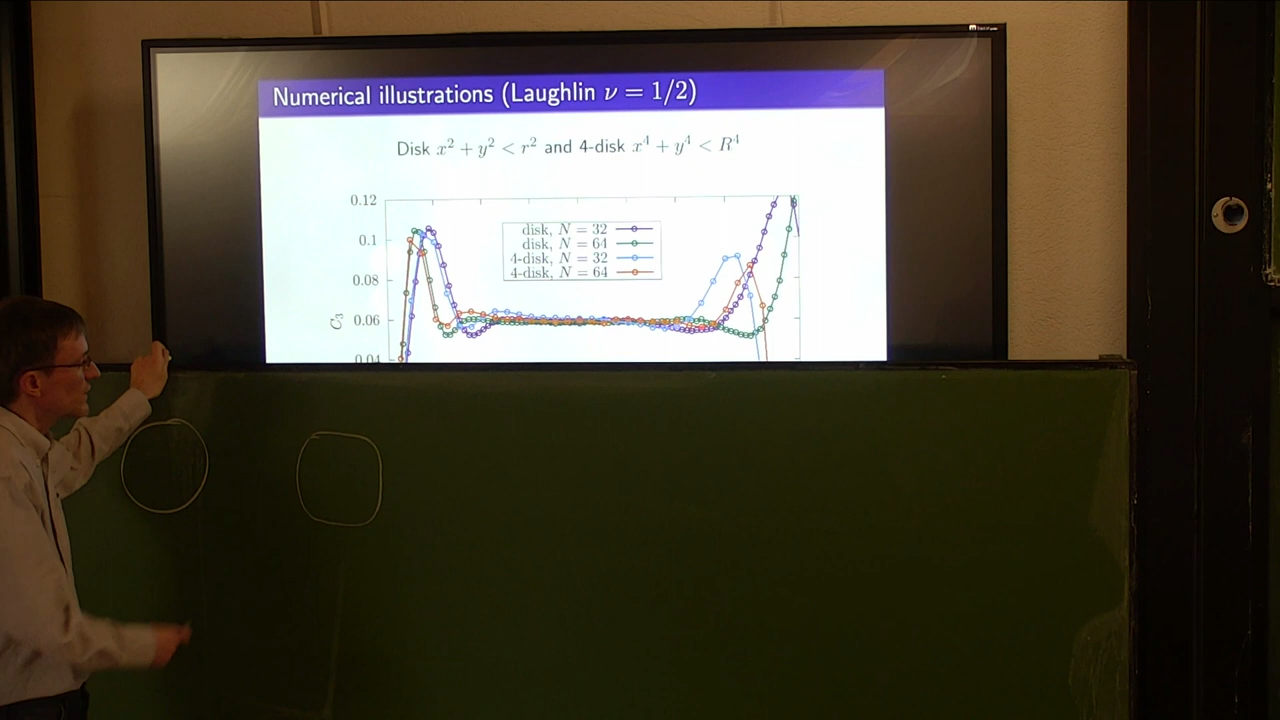 Numerical illustrations (Laughlin ν = 1/2)
Disk x² + y² < r² and 4-disk x⁴ + y⁴ < R⁴
0.12
0.1
0.08
0.06
0.04
C₃
disk, N = 32
disk, N = 64
4-disk, N = 32
4-disk, N = 64